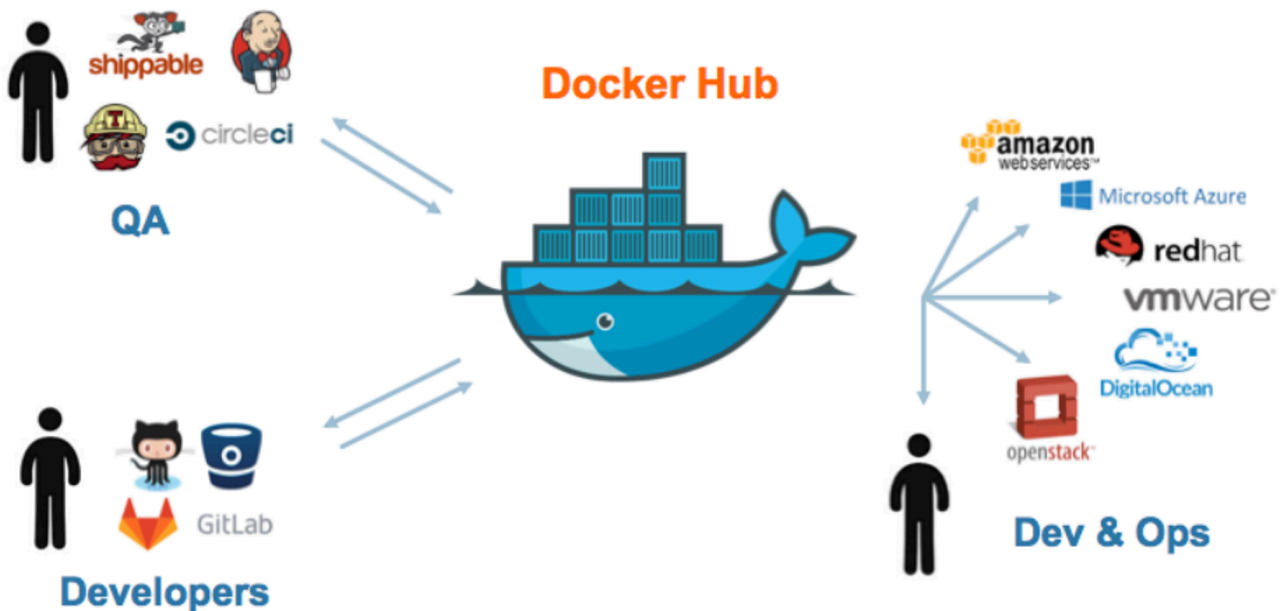 shippable
T
circleci
QA
Docker Hub
amazon
webservices™
Microsoft Azure
redhat
vmware®
DigitalOcean
openstack™
Dev & Ops
GitLab
Developers